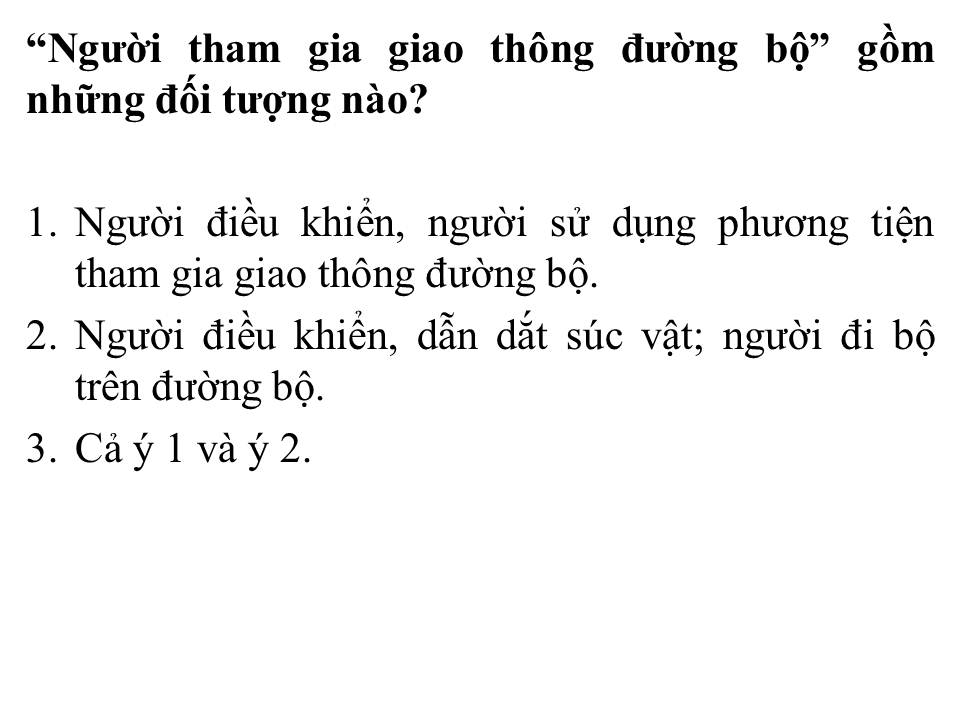 “Người tham gia giao thông đường bộ” gồm
những đối tượng nào?
1. Người điều khiển, người sử dụng phương tiện
tham gia giao thông đường bộ.
2. Người điều khiển, dẫn dắt súc vật; người đi bộ
trên đường bộ.
3. Cả ý 1 và ý 2.